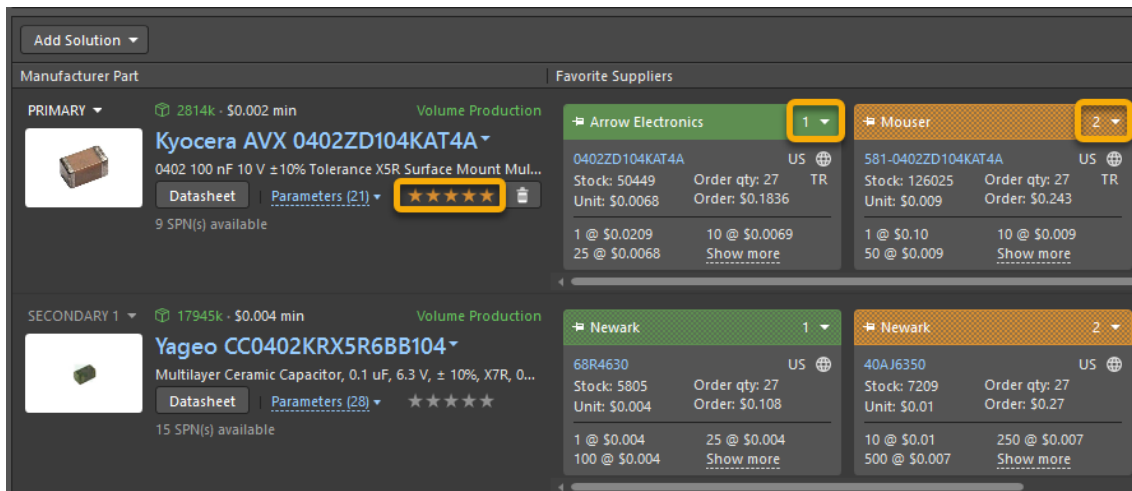 Add Solution
Manufacturer Part
Favorite Suppliers
PRIMARY
2814k · $0.002 min
Volume Production
Kyocera AVX 0402ZD104KAT4A
0402 100 nF 10 V ±10% Tolerance X5R Surface Mount Mul...
Datasheet
Parameters (21)
9 SPN(s) available
Arrow Electronics 1
0402ZD104KAT4A US
Stock: 50449 Order qty: 27 TR
Unit: $0.0068 Order: $0.1836
1 @ $0.0209 10 @ $0.0069
25 @ $0.0068 Show more
Mouser 2
581-0402ZD104KAT4A US
Stock: 126025 Order qty: 27 TR
Unit: $0.009 Order: $0.243
1 @ $0.10 10 @ $0.009
50 @ $0.009 Show more
SECONDARY 1
17945k · $0.004 min
Volume Production
Yageo CC0402KRX5R6BB104
Multilayer Ceramic Capacitor, 0.1 uF, 6.3 V, ± 10%, X7R, 0...
Datasheet
Parameters (28)
15 SPN(s) available
Newark 1
68R4630 US
Stock: 5805 Order qty: 27
Unit: $0.004 Order: $0.108
1 @ $0.004 25 @ $0.004
100 @ $0.004 Show more
Newark 2
40AJ6350 US
Stock: 7209 Order qty: 27
Unit: $0.01 Order: $0.27
10 @ $0.01 250 @ $0.007
500 @ $0.007 Show more